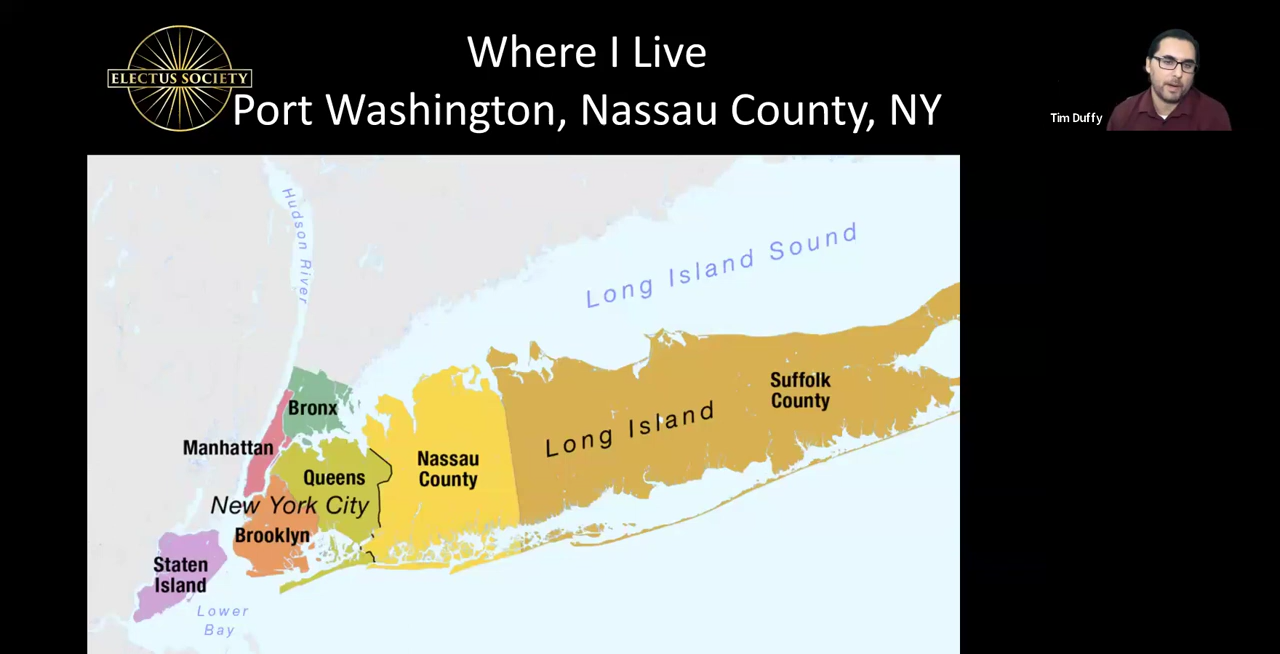 Where I Live
ELECTUS SOCIETY
Port Washington, Nassau County, NY
Tim Duffy
Hudson River
Long Island Sound
Suffolk
County
Bronx
Long Island
Manhattan
Nassau
County
Queens
New York City
Brooklyn
Staten
Island
Lower
Bay